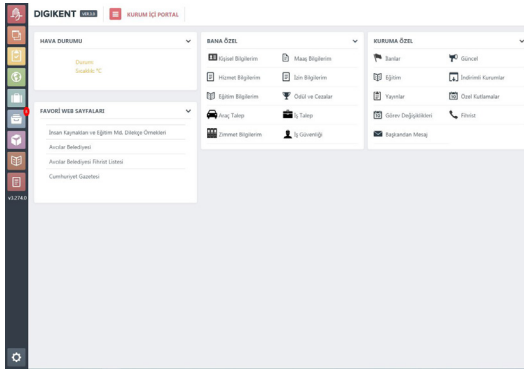 DIGIKENT KURUM İÇİ PORTAL
HAVA DURUMU
Durum:
Sıcaklık: °C
FAVORİ WEB SAYFALARI
İnsan Kaynakları ve Eğitim Md. Dilekçe Örnekleri
Avcılar Belediyesi
Avcılar Belediyesi Fihrist Listesi
Cumhuriyet Gazetesi
BANA ÖZEL
Kişisel Bilgilerim Maaş Bilgilerim
Hizmet Bilgilerim İzin Bilgilerim
Eğitim Bilgilerim Ödül ve Cezalar
Araç Talep İş Talep
Zimmet Bilgilerim İş Güvenliği
KURUMA ÖZEL
İlanlar Güncel
Eğitim İndirimli Kurumlar
Yayınlar Özel Kutlamalar
Görev Değişiklikleri Fihrist
Başkandan Mesaj
v3.274.0